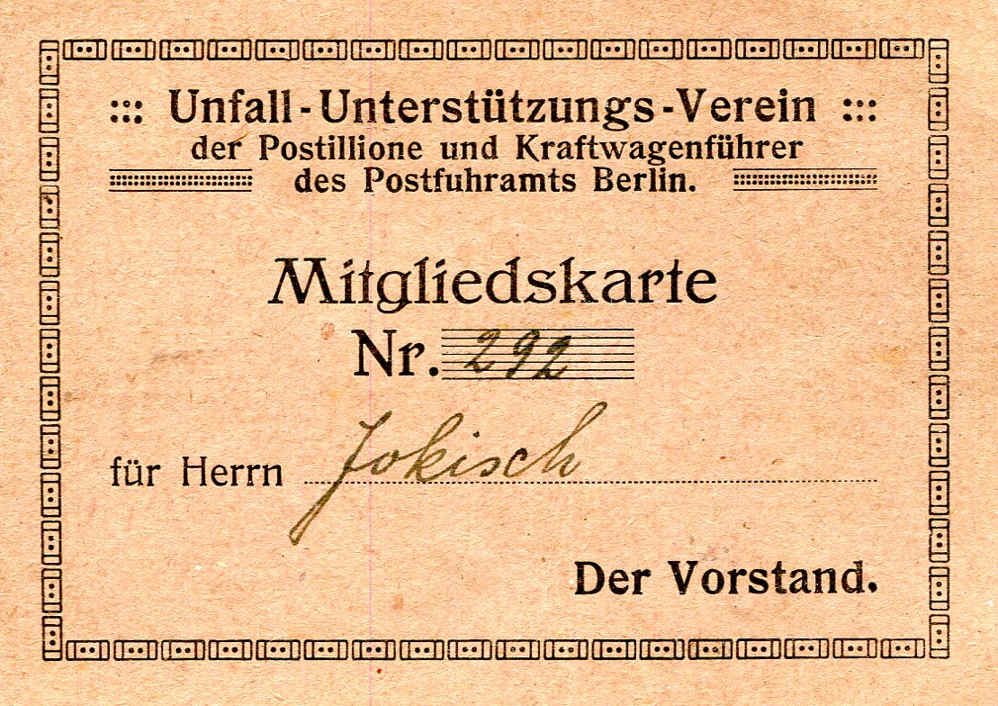 ::: Unfall-Unterstützungs-Verein :::
der Postillione und Kraftwagenführer
des Postfuhramts Berlin.
Mitgliedskarte
Nr. 292
für Herrn Jokisch
Der Vorstand.